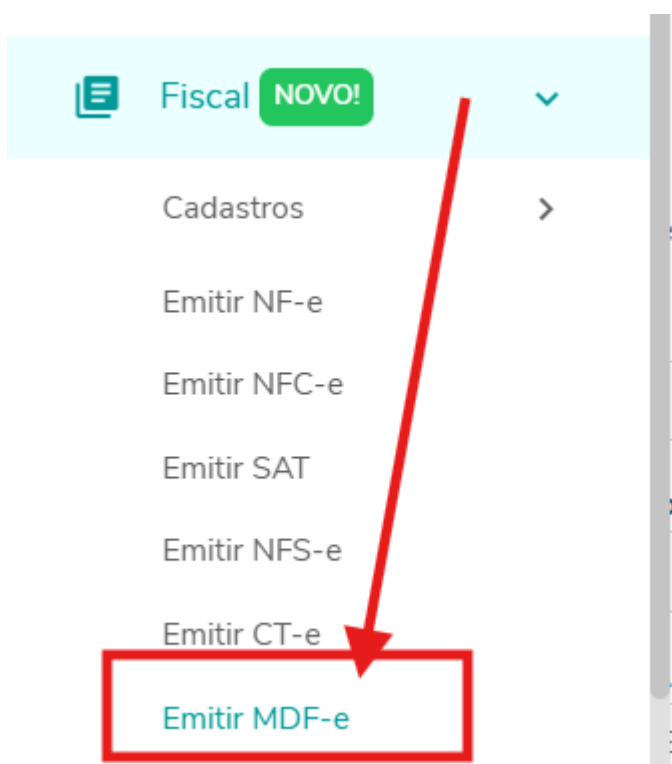 Fiscal NOVO!
Cadastros
Emitir NF-e
Emitir NFC-e
Emitir SAT
Emitir NFS-e
Emitir CT-e
Emitir MDF-e